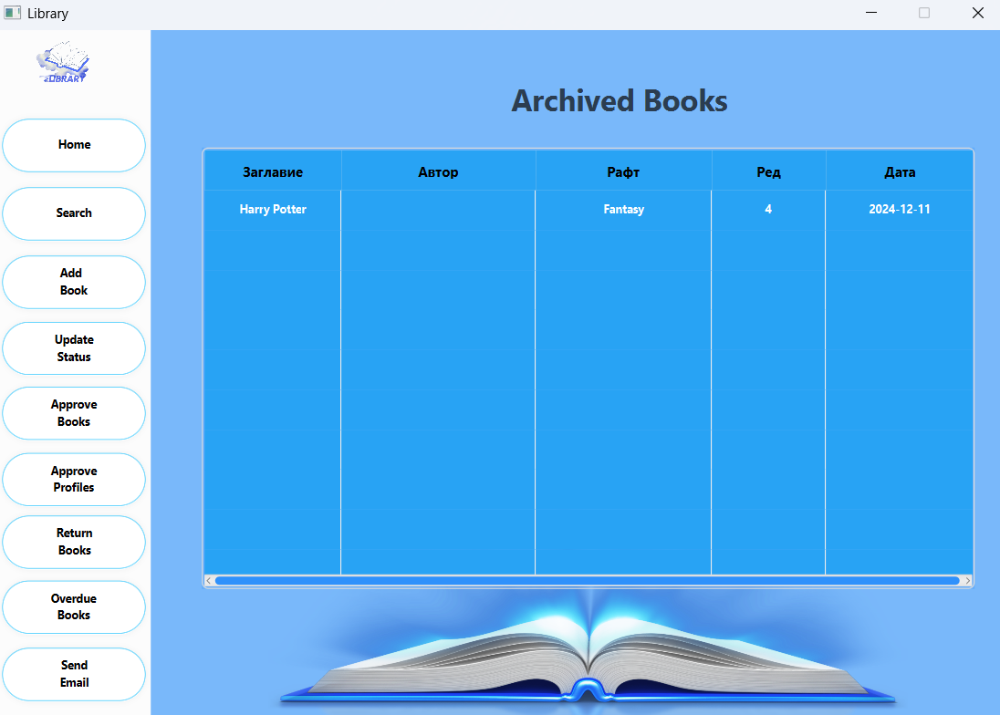 Library
eLIBRARY
Archived Books
Home
Search
Add
Book
Update
Status
Approve
Books
Approve
Profiles
Return
Books
Overdue
Books
Send
Email
Заглавие Автор Рафт Ред Дата
Harry Potter Fantasy 4 2024-12-11